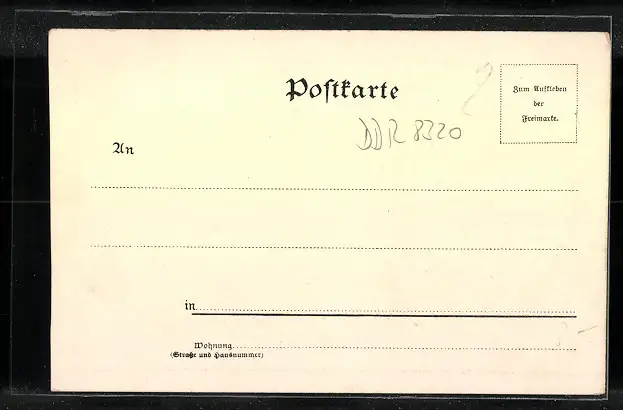 Poſtkarte
Zum Aufkleben
der
Freimarke.
DDR 8320
An
in
Wohnung
(Straße und Hausnummer)